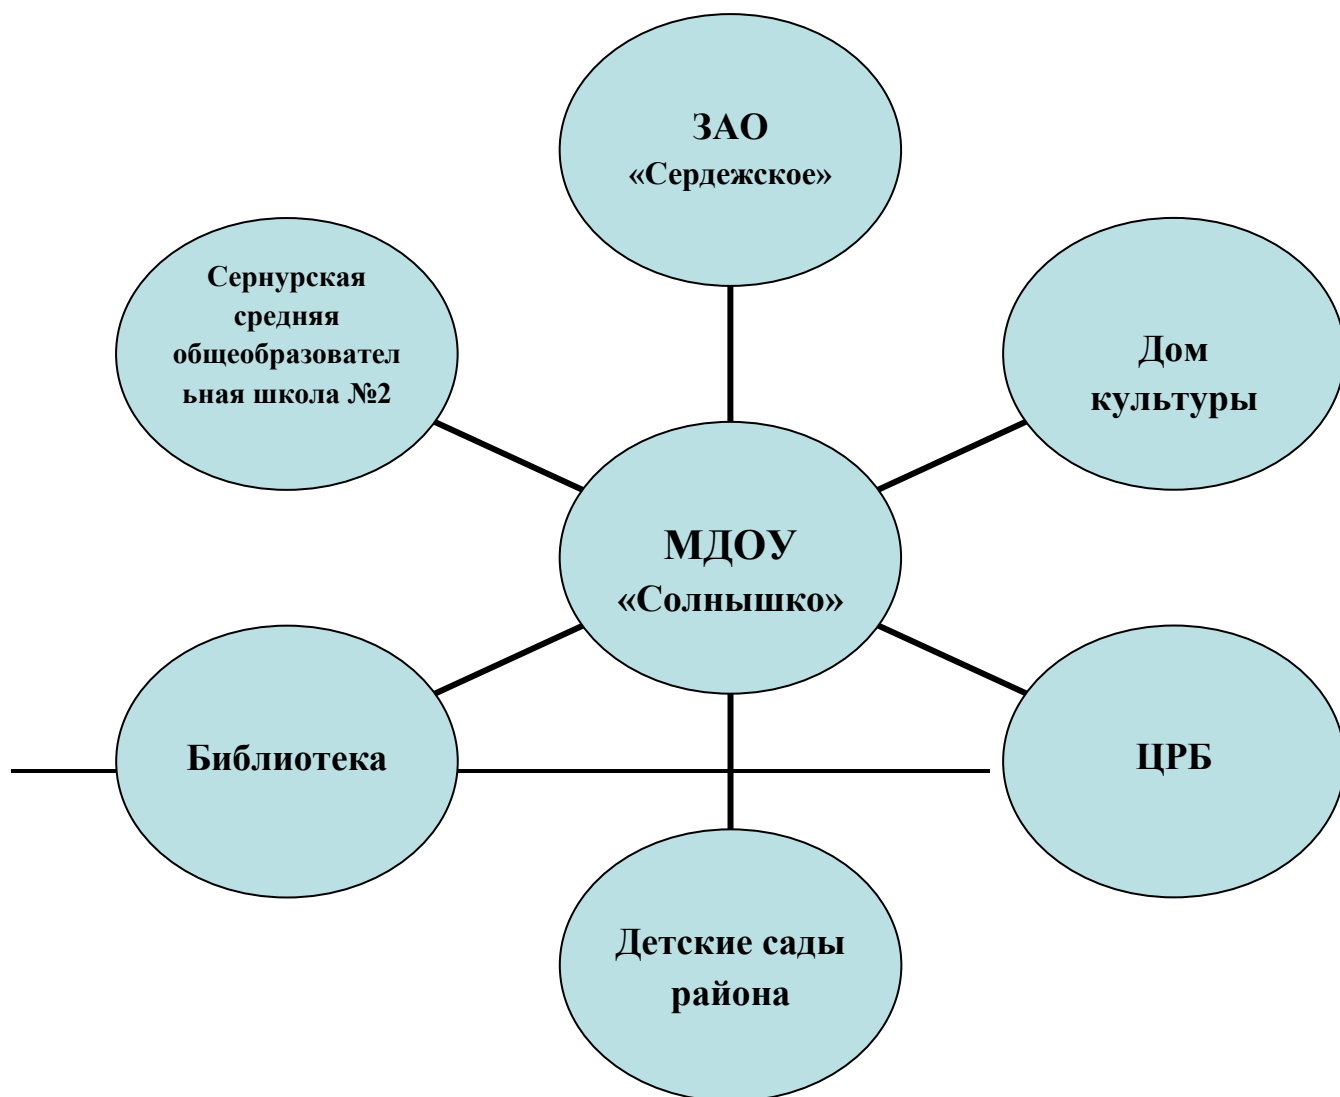 ЗАО
«Сердежское»
Сернурская
средняя
общеобразовател
ьная школа №2
Дом
культуры
МДОУ
«Солнышко»
Библиотека
ЦРБ
Детские сады
района